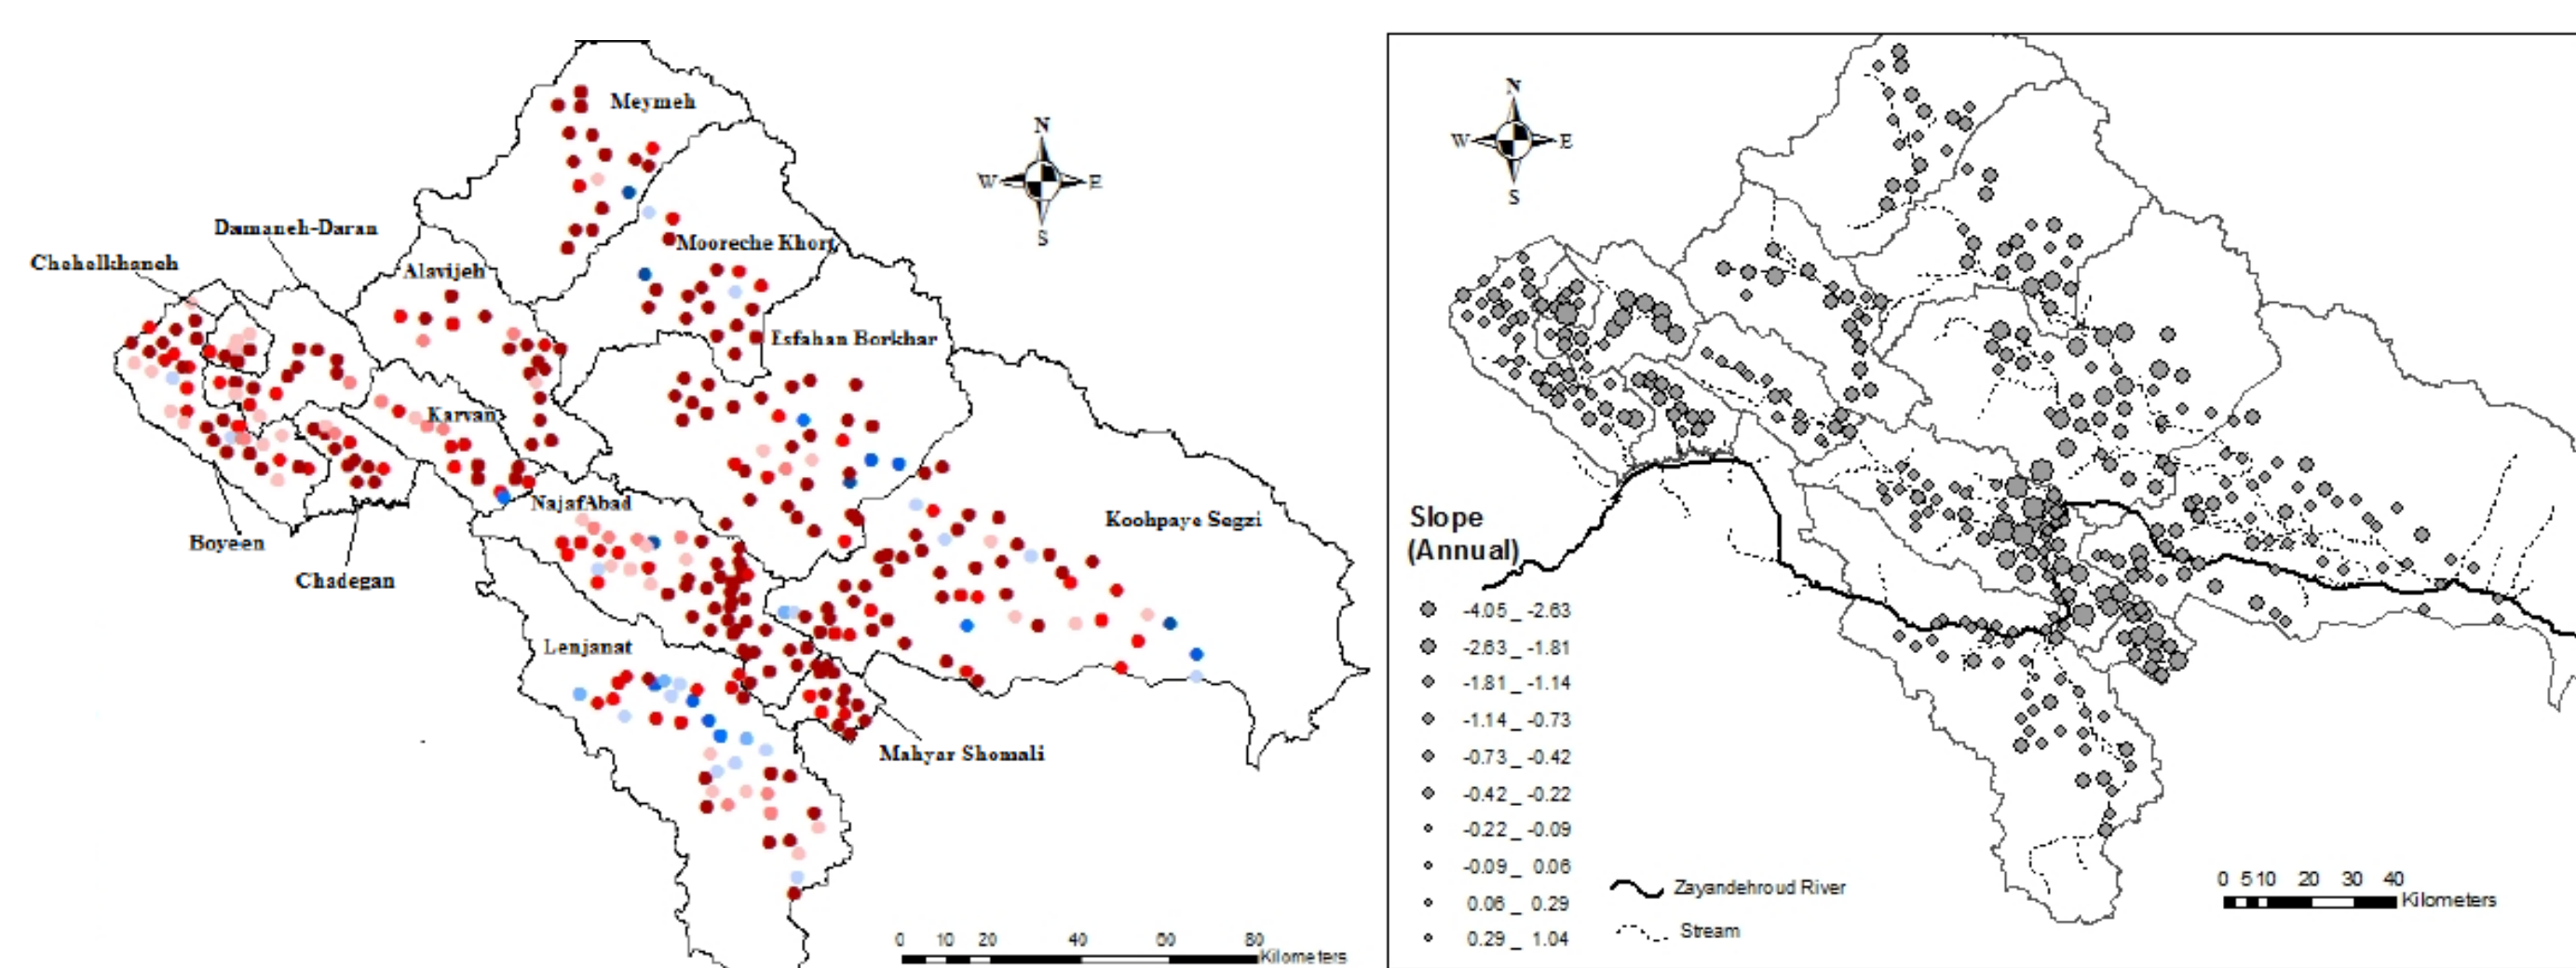 Meymeh
N
W E
S
Damaneh-Daran
Chehelkhaneh
Alavijeh
Mooreche Khort
Esfahan Borkhar
Karvan
NajafAbad
Koohpaye Segzi
Boyeen
Chadegan
Lenjanat
Mahyar Shomali
0 10 20 40 60 80
Kilometers
N
W E
S
Slope
(Annual)
-4.05 _ -2.63
-2.63 _ -1.81
-1.81 _ -1.14
-1.14 _ -0.73
-0.73 _ -0.42
-0.42 _ -0.22
-0.22 _ -0.09
-0.09 _ 0.06
0.06 _ 0.29
0.29 _ 1.04
Zayandehroud River
Stream
0 5 10 20 30 40
Kilometers